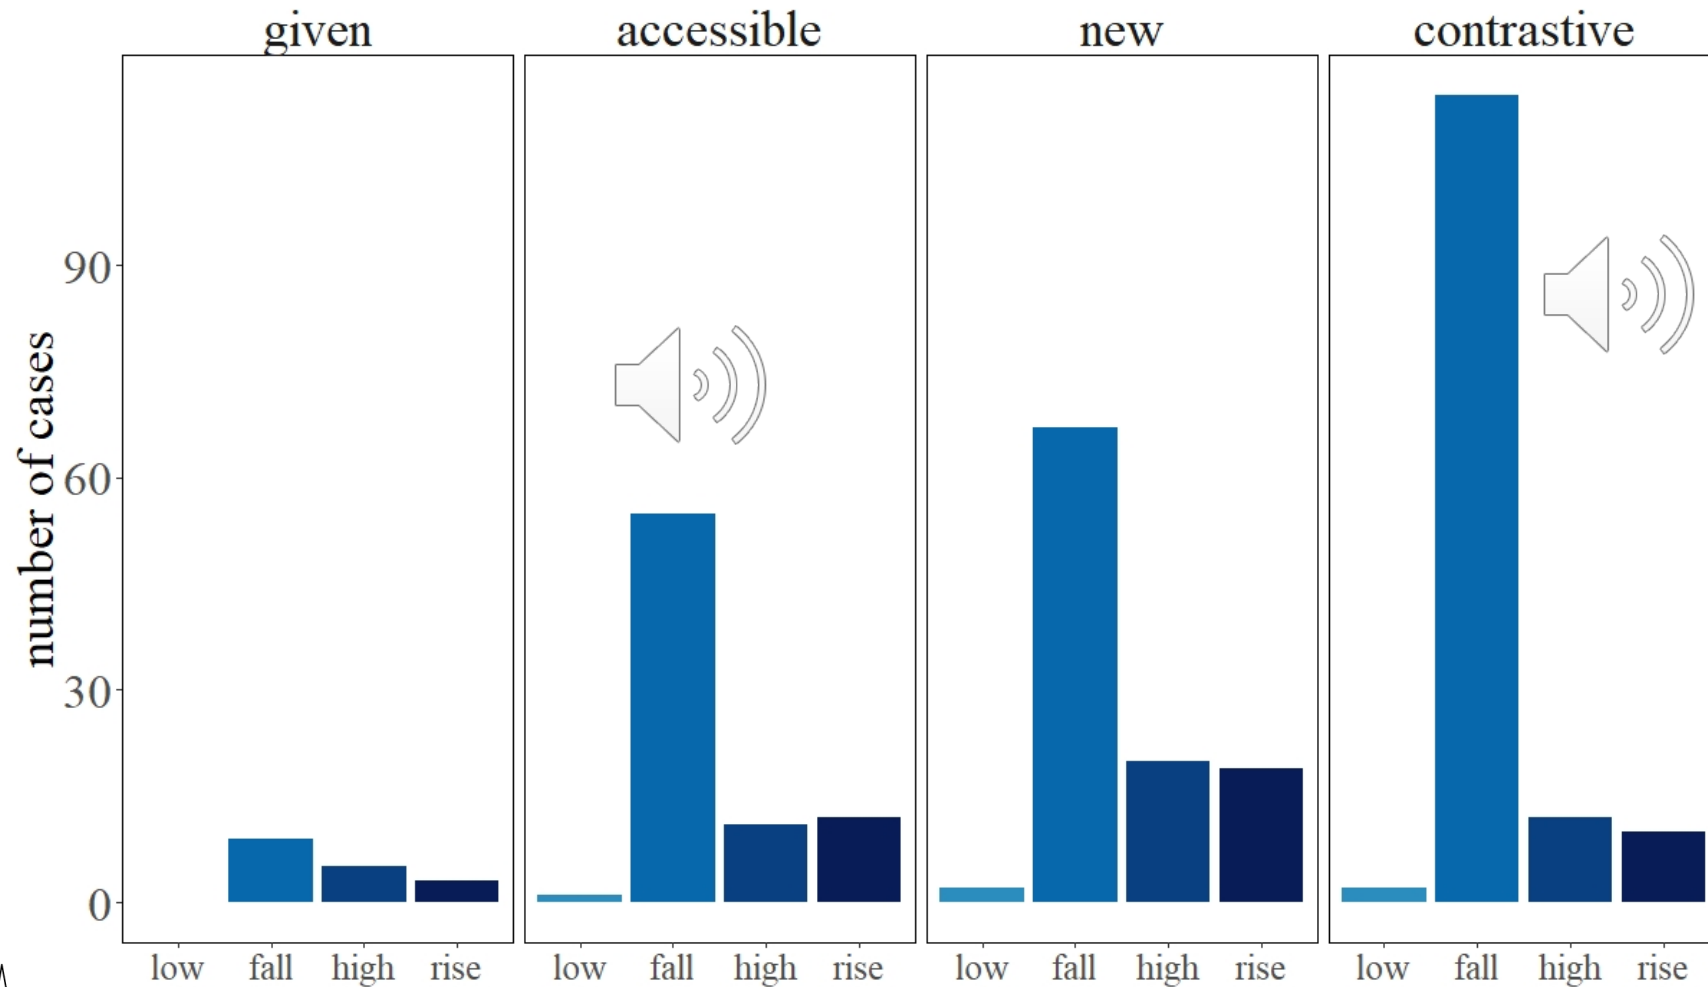 given accessible new contrastive
number of cases
90
60
30
0
low fall high rise low fall high rise low fall high rise low fall high rise